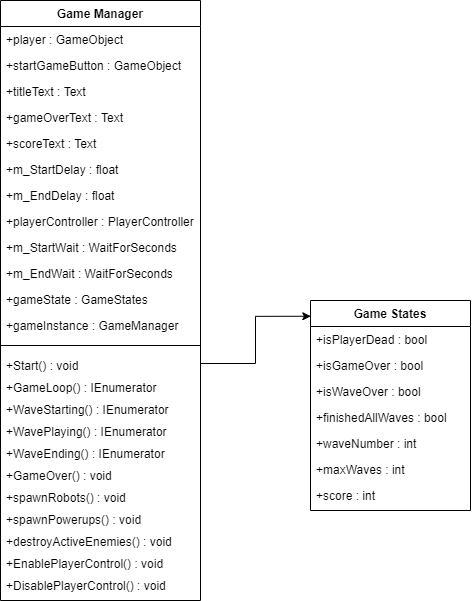 Game Manager
+player : GameObject
+startGameButton : GameObject
+titleText : Text
+gameOverText : Text
+scoreText : Text
+m_StartDelay : float
+m_EndDelay : float
+playerController : PlayerController
+m_StartWait : WaitForSeconds
+m_EndWait : WaitForSeconds
+gameState : GameStates
+gameInstance : GameManager
+Start() : void
+GameLoop() : IEnumerator
+WaveStarting() : IEnumerator
+WavePlaying() : IEnumerator
+WaveEnding() : IEnumerator
+GameOver() : void
+spawnRobots() : void
+spawnPowerups() : void
+destroyActiveEnemies() : void
+EnablePlayerControl() : void
+DisablePlayerControl() : void
Game States
+isPlayerDead : bool
+isGameOver : bool
+isWaveOver : bool
+finishedAllWaves : bool
+waveNumber : int
+maxWaves : int
+score : int